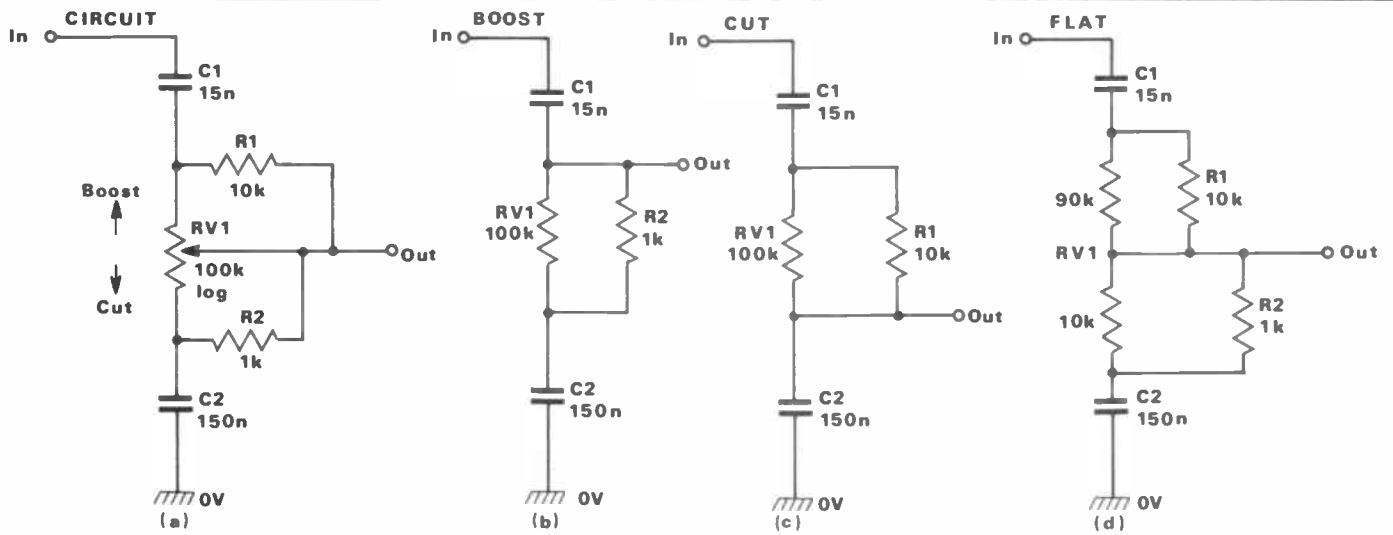 CIRCUIT
In
C1
15n
R1
10k
Boost
RV1
100k
log
Cut
R2
1k
C2
150n
0V
(a)
BOOST
In
C1
15n
Out
RV1
100k
R2
1k
C2
150n
0V
(b)
CUT
In
C1
15n
RV1
100k
R1
10k
Out
C2
150n
0V
(c)
FLAT
In
C1
15n
90k
R1
10k
RV1
Out
10k
R2
1k
C2
150n
0V
(d)
Out